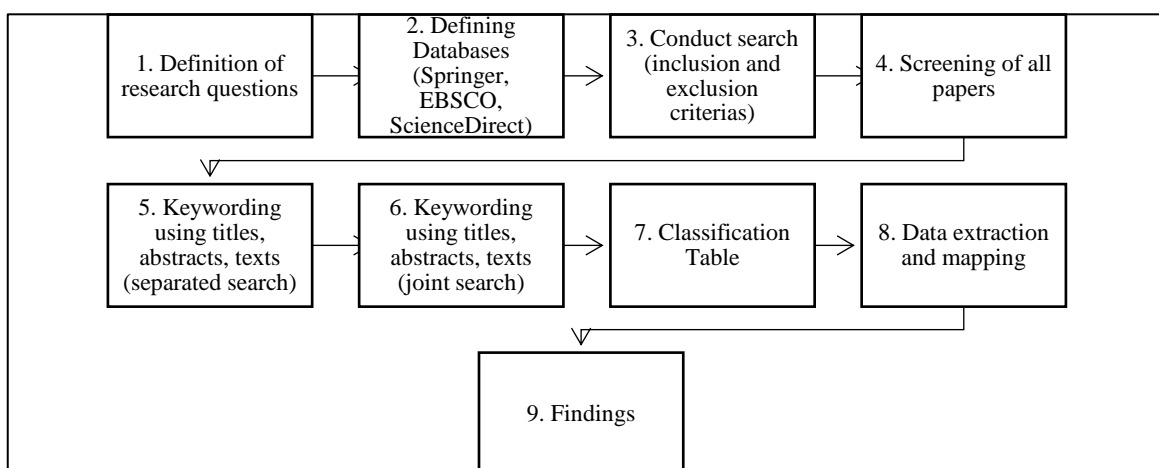 1. Definition of
research questions
2. Defining
Databases
(Springer,
EBSCO,
ScienceDirect)
3. Conduct search
(inclusion and
exclusion
criterias)
4. Screening of all
papers
5. Keywording
using titles,
abstracts, texts
(separated search)
6. Keywording
using titles,
abstracts, texts
(joint search)
7. Classification
Table
8. Data extraction
and mapping
9. Findings